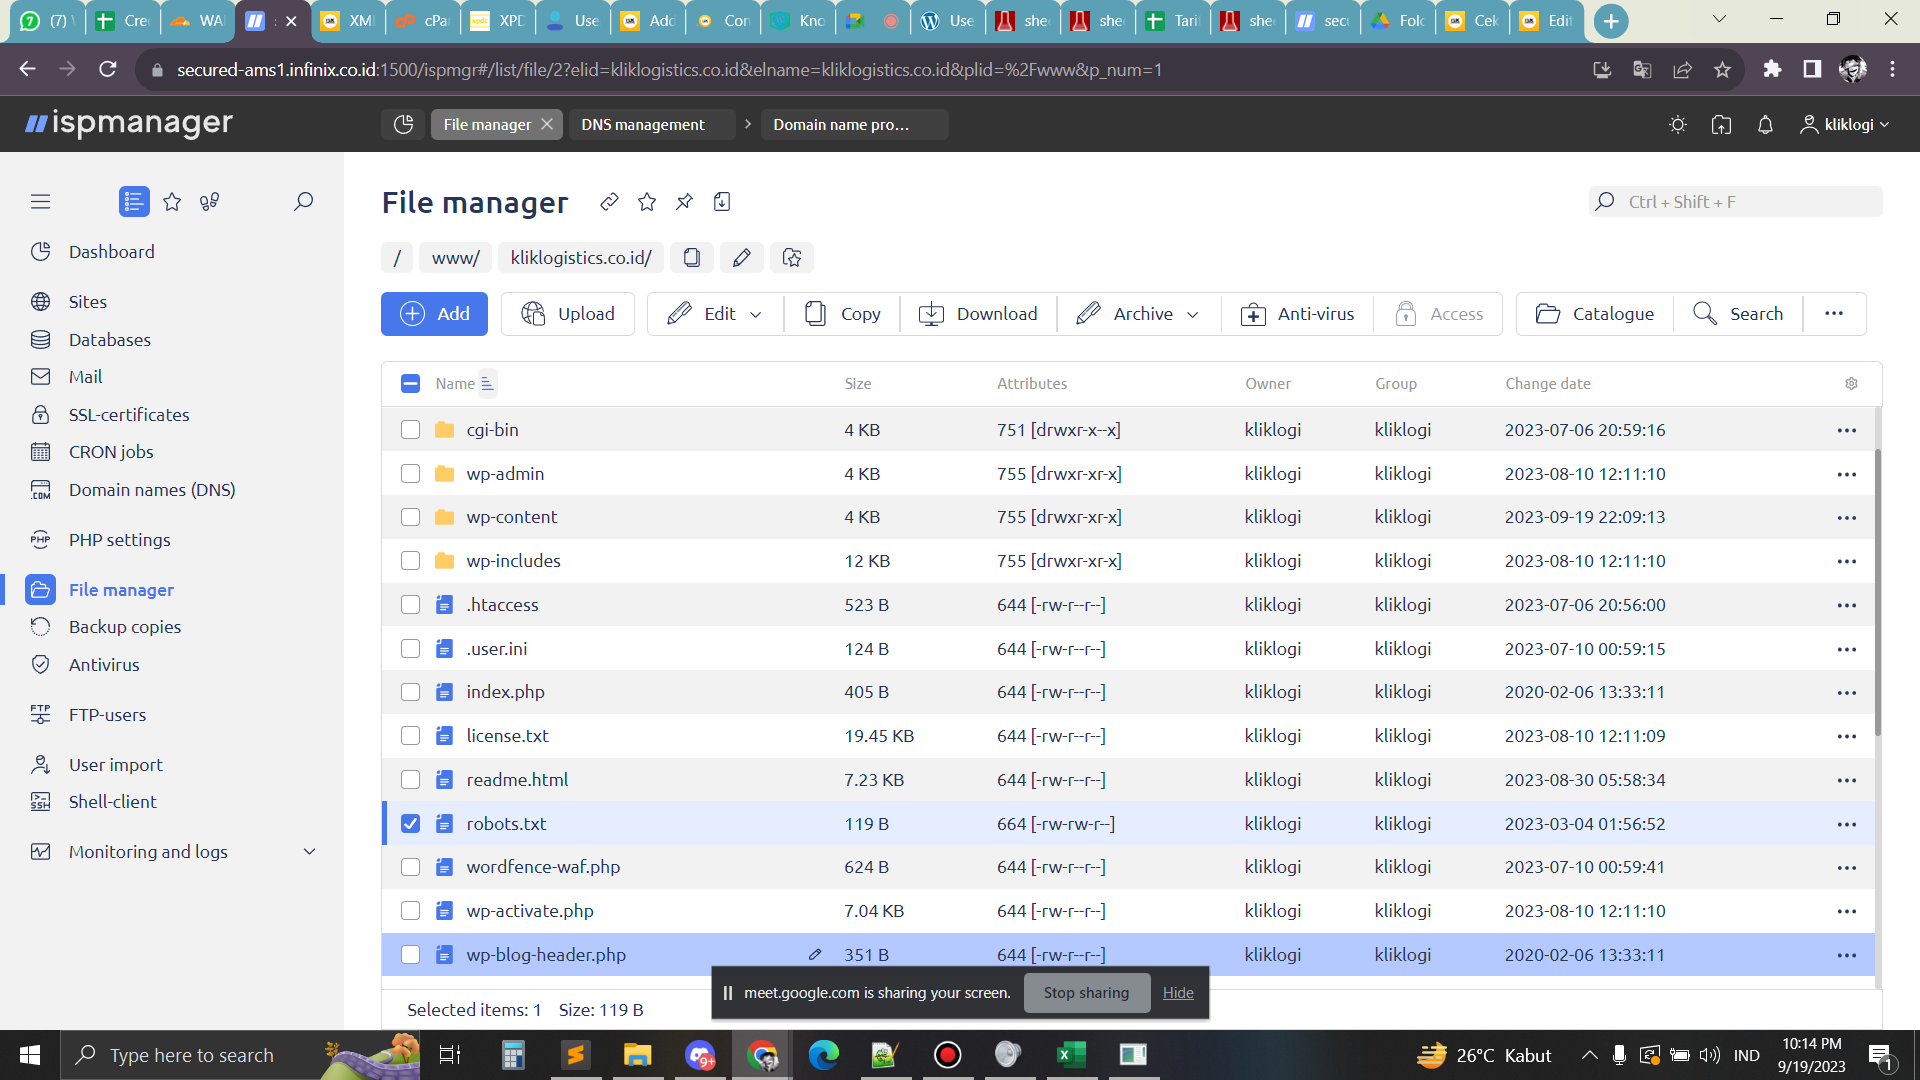 (7)
Cre
WAI
XMI
cPa
xpdc
XPD
Use
Add
Con
Kno
Use
shee
shee
Tari
shee
secu
Fold
Cek
Edit
secured-ams1.infinix.co.id:1500/ispmgr#/list/file/2?elid=kliklogistics.co.id&elname=kliklogistics.co.id&plid=%2Fwww&p_num=1
ispmanager
File manager
DNS management
Domain name pro...
kliklogi
File manager
Ctrl + Shift + F
Dashboard
/ www/ kliklogistics.co.id/
Sites
Databases
Mail
SSL-certificates
CRON jobs
Domain names (DNS)
PHP settings
File manager
Backup copies
Antivirus
FTP-users
User import
Shell-client
Monitoring and logs
Add Upload Edit Copy Download Archive Anti-virus Access Catalogue Search ...
Name Size Attributes Owner Group Change date
cgi-bin 4 KB 751 [drwxr-x--x] kliklogi kliklogi 2023-07-06 20:59:16
wp-admin 4 KB 755 [drwxr-xr-x] kliklogi kliklogi 2023-08-10 12:11:10
wp-content 4 KB 755 [drwxr-xr-x] kliklogi kliklogi 2023-09-19 22:09:13
wp-includes 12 KB 755 [drwxr-xr-x] kliklogi kliklogi 2023-08-10 12:11:10
.htaccess 523 B 644 [-rw-r--r--] kliklogi kliklogi 2023-07-06 20:56:00
.user.ini 124 B 644 [-rw-r--r--] kliklogi kliklogi 2023-07-10 00:59:15
index.php 405 B 644 [-rw-r--r--] kliklogi kliklogi 2020-02-06 13:33:11
license.txt 19.45 KB 644 [-rw-r--r--] kliklogi kliklogi 2023-08-10 12:11:09
readme.html 7.23 KB 644 [-rw-r--r--] kliklogi kliklogi 2023-08-30 05:58:34
robots.txt 119 B 664 [-rw-rw-r--] kliklogi kliklogi 2023-03-04 01:56:52
wordfence-waf.php 624 B 644 [-rw-r--r--] kliklogi kliklogi 2023-07-10 00:59:41
wp-activate.php 7.04 KB 644 [-rw-r--r--] kliklogi kliklogi 2023-08-10 12:11:10
wp-blog-header.php 351 B 644 [-rw-r--r--] kliklogi kliklogi 2020-02-06 13:33:11
meet.google.com is sharing your screen. Stop sharing Hide
Selected items: 1 Size: 119 B
Type here to search
9+
26°C Kabut
IND
10:14 PM
9/19/2023
1